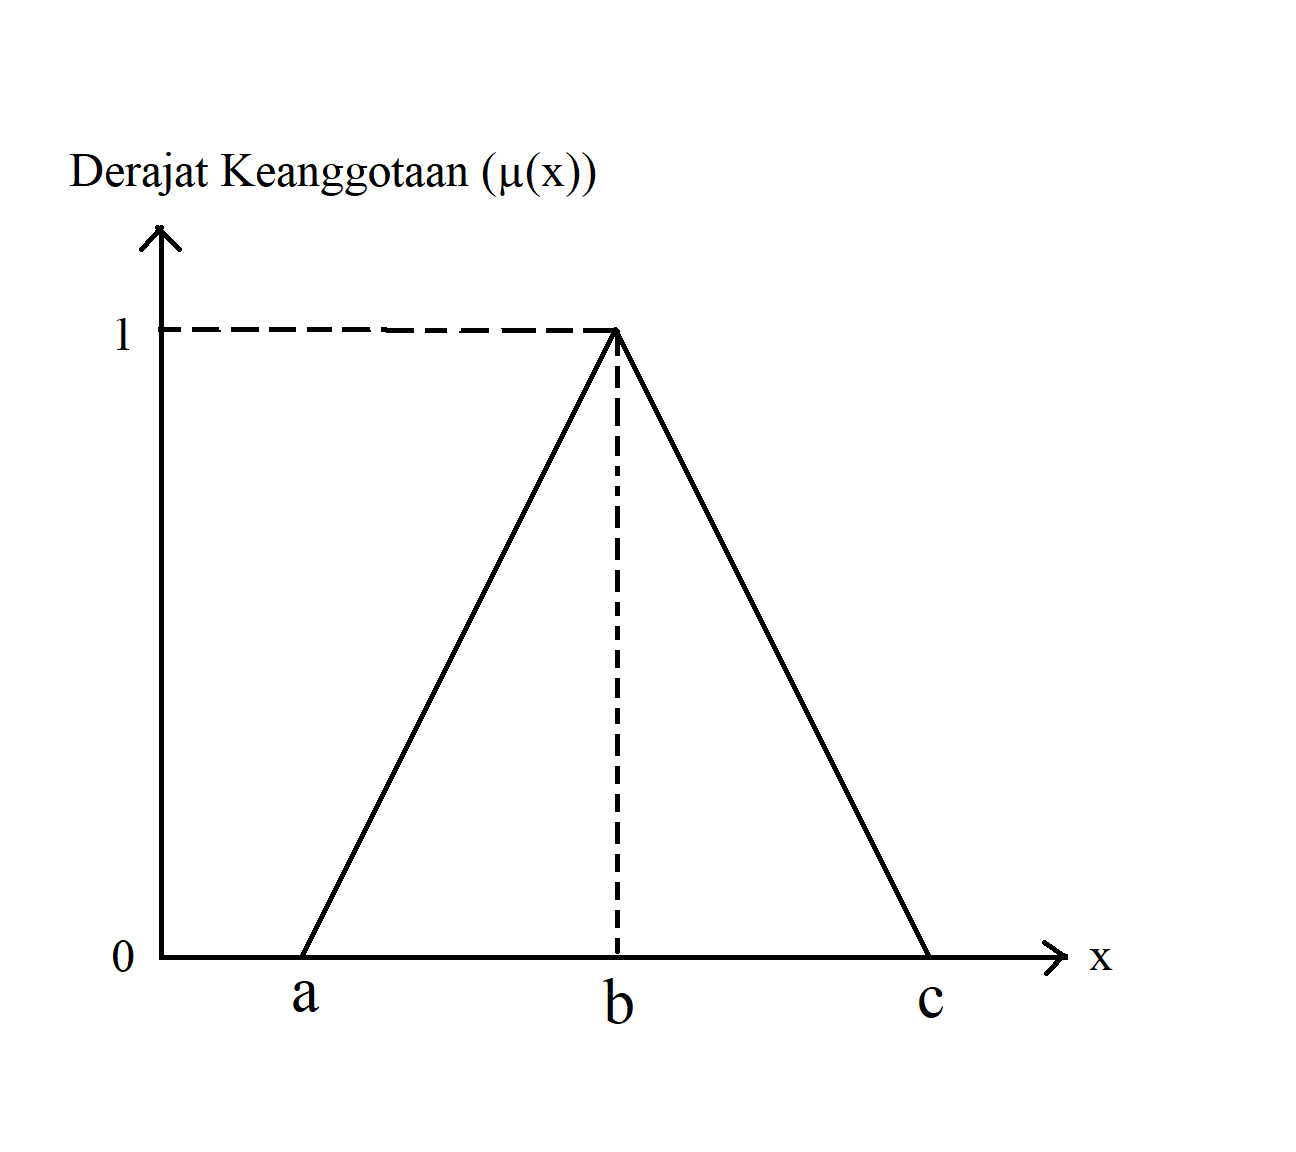 Derajat Keanggotaan (μ(x))
1
0
x
a
b
c